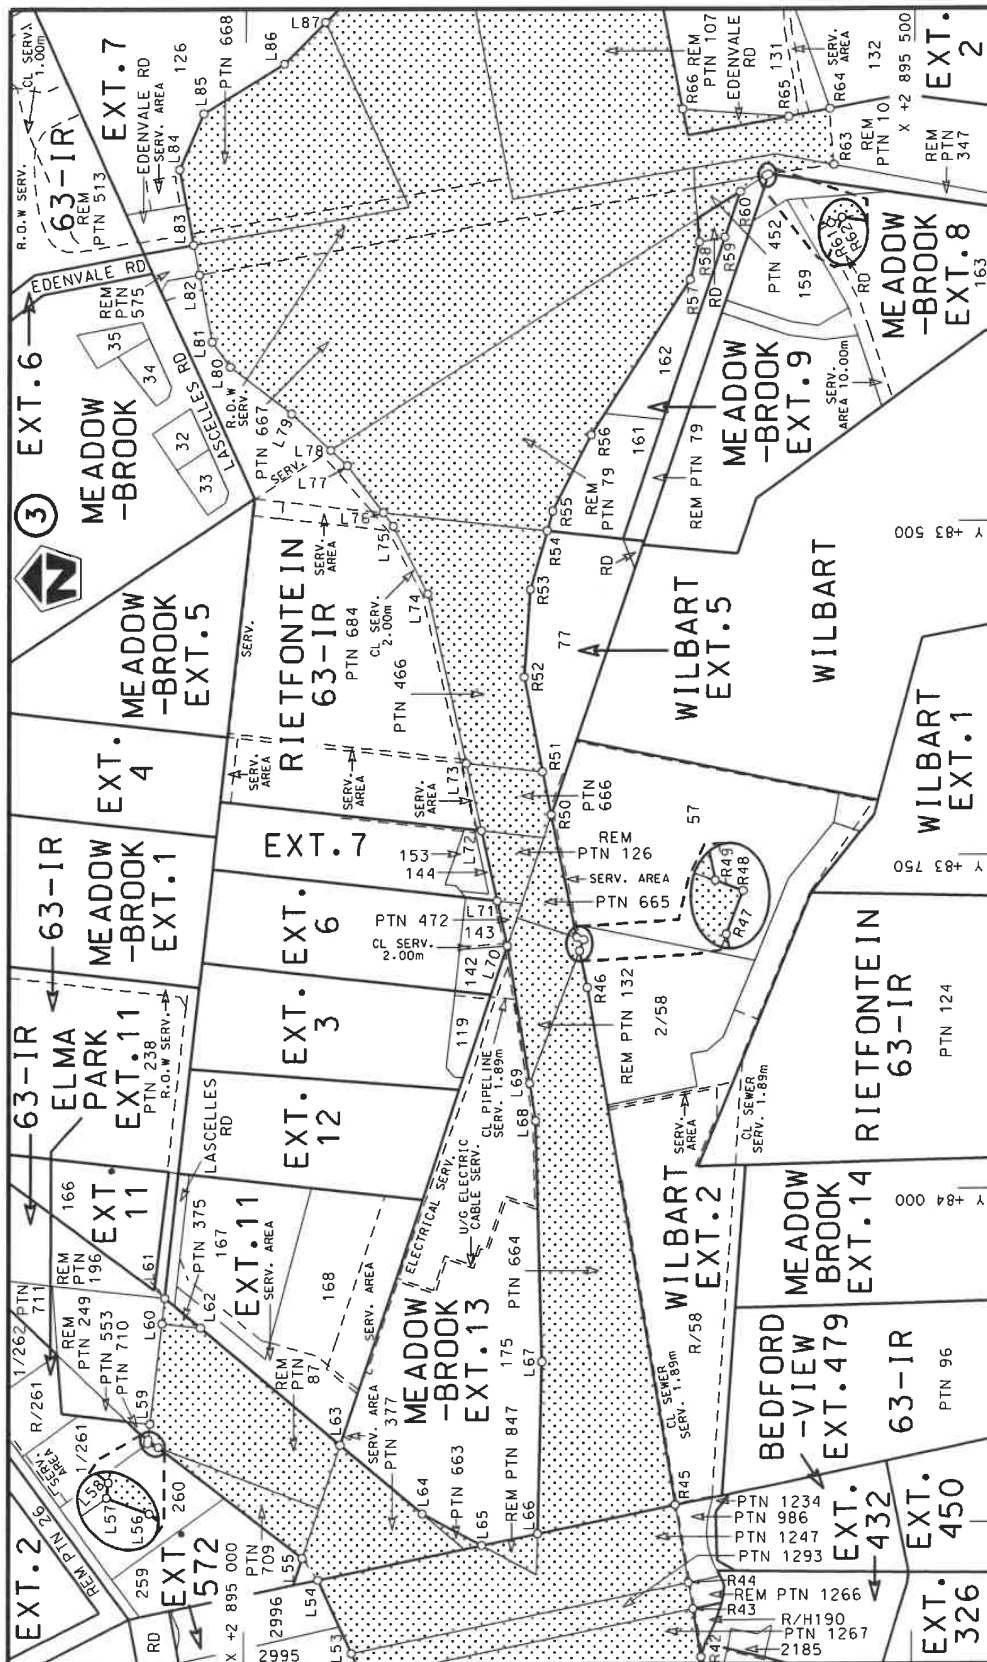 EXT.2
REM PTN 26
SERV.
AREA
R/261
1/261
1/262 PTN
711
REM
PTN 249
PTN 553
PTN 710
REM
PTN
196
166
EXT.
11
63-IR
ELMA
PARK
EXT.11
PTN 238
R.O.W SERV.
63-IR
MEADOW
-BROOK
EXT.1
EXT.
4
MEADOW
-BROOK
EXT.5
3
N
EXT.6
MEADOW
-BROOK
35
34
32
33
LASCELLES RD
EDENVALE RD
REM
PTN
575
R.O.W SERV.
CL SERV.
1.00m
63-IR
REM
PTN 513
EXT.7
126
EDENVALE RD
SERV. AREA
PTN 668
L87
L86
L85
L84
L83
L82
L81
L80
L79
L78
L77
L76
L75
L74
L73
L72
L71
L70
L69
L68
L67
L66
L65
L64
L63
L62
L61
L60
L59
L58
L57
L56
L55
L54
L53
259
260
EXT.
572
RD
X +2 895 000
PTN
709
2996
2995
LASCELLES
RD
PTN 375
167
EXT.11
SERV. AREA
168
SERV. AREA
REM
PTN
87
SERV. AREA
PTN 377
EXT.
12
EXT.
3
EXT.
6
EXT.7
119
142
143
144
153
PTN 472
CL SERV.
2.00m
CL PIPELINE
SERV. 1.89m
ELECTRICAL SERV.
U/G ELECTRIC
CABLE SERV.
MEADOW
-BROOK
EXT.13
175
PTN 664
PTN 663
REM PTN 847
SERV.
SERV.
AREA
SERV.
AREA
SERV.
AREA
SERV.
AREA
RIETFONTEIN
63-IR
PTN 684
CL SERV.
2.00m
PTN 466
SERV.
AREA
SERV.
PTN 667
R.O.W
SERV.
R66
REM
PTN 107
EDENVALE
RD
R65
131
SERV.
AREA
R64
132
EXT.
2
X +2 895 500
R63
REM
PTN 10
REM
PTN
347
R61
R62
R60
R59
R58
R57
R56
R55
R54
R53
R52
R51
R50
R49
R48
R47
R46
R45
R44
R43
R42
PTN 452
159
RD
RD
162
161
MEADOW
-BROOK
EXT.8
163
SERV.
AREA 10.00m
MEADOW
-BROOK
EXT.9
REM
PTN 79
REM PTN 79
RD
Y +83 500
77
WILBART
EXT.5
WILBART
WILBART
EXT.1
PTN
666
REM
PTN 126
SERV. AREA
PTN 665
57
Y +83 750
REM PTN 132
2/58
RIETFONTEIN
63-IR
PTN 124
CL SEWER
SERV. 1.89m
SERV.
AREA
WILBART
EXT.2
R/58
CL SEWER
SERV. 1.89m
MEADOW
BROOK
EXT.14
Y +84 000
BEDFORD
-VIEW
EXT.479
63-IR
PTN 96
PTN 1234
PTN 986
PTN 1247
PTN 1293
EXT.
432
EXT.
450
REM PTN 1266
R/H190
PTN 1267
2185
EXT.
326